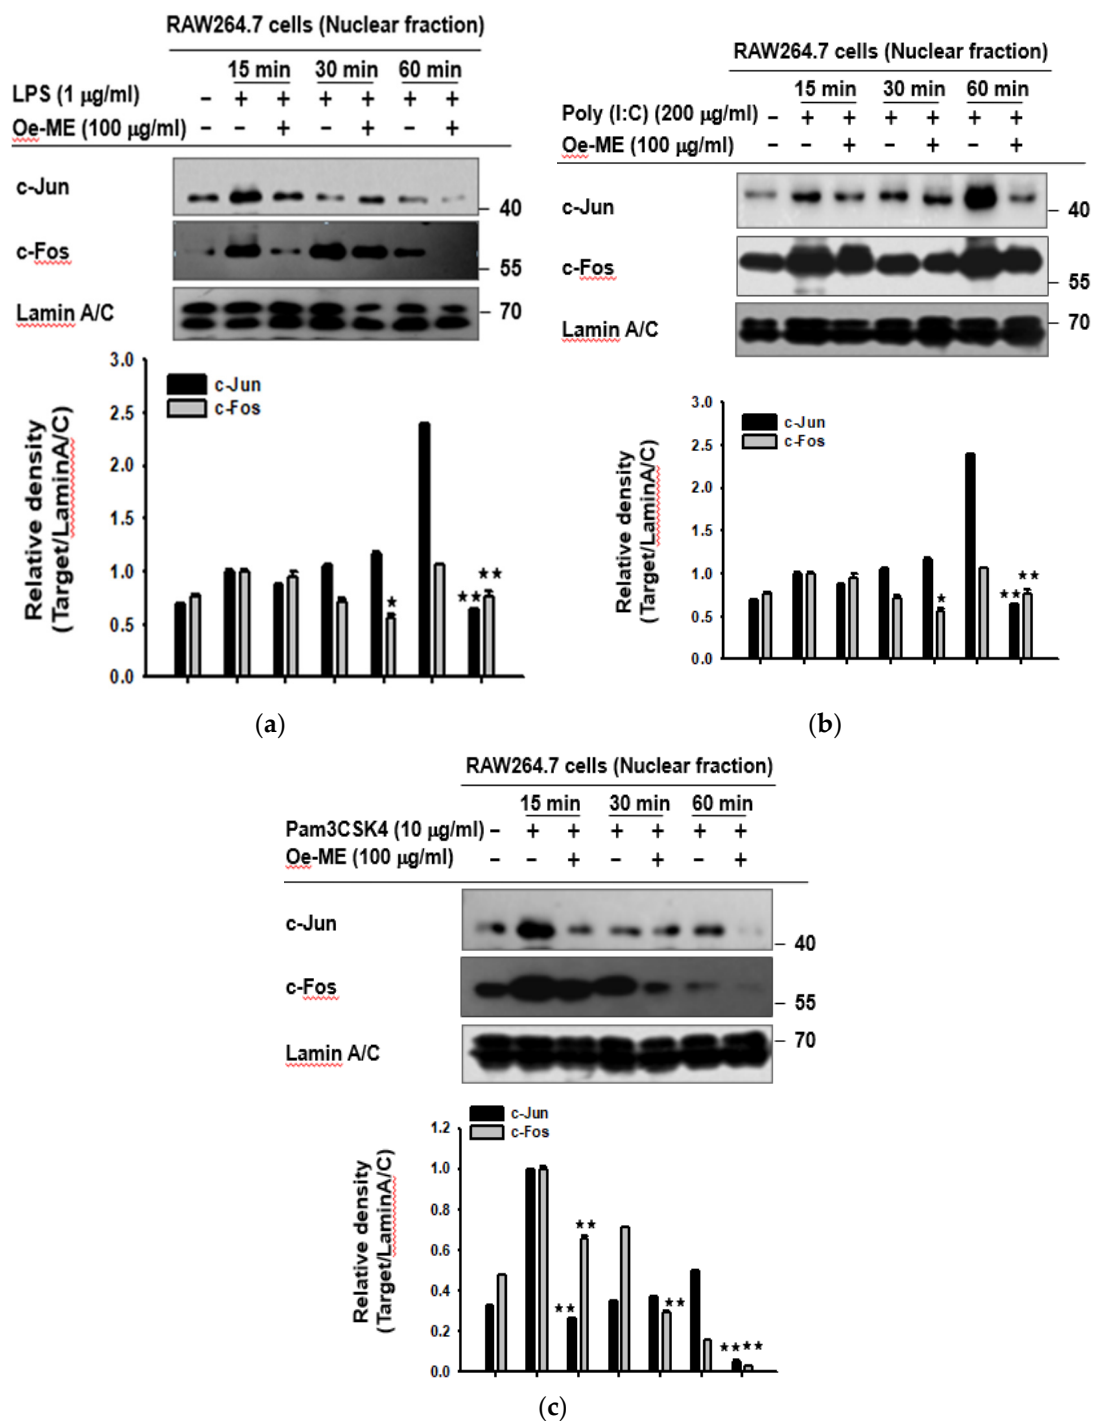 RAW264.7 cells (Nuclear fraction)
15 min 30 min 60 min
LPS (1 μg/ml) − + + + + + +
Oe-ME (100 μg/ml) − − + − + − +
c-Jun
40
c-Fos
55
Lamin A/C
70
3.0
2.5
2.0
1.5
1.0
0.5
0.0
Relative density
(Target/LaminA/C)
c-Jun
c-Fos
★
★★
★★
(a)
RAW264.7 cells (Nuclear fraction)
15 min 30 min 60 min
Poly (I:C) (200 μg/ml) − + + + + + +
Oe-ME (100 μg/ml) − − + − + − +
c-Jun
40
c-Fos
55
Lamin A/C
70
3.0
2.5
2.0
1.5
1.0
0.5
0.0
Relative density
(Target/LaminA/C)
c-Jun
c-Fos
★
★★
★★
(b)
RAW264.7 cells (Nuclear fraction)
15 min 30 min 60 min
Pam3CSK4 (10 μg/ml) − + + + + + +
Oe-ME (100 μg/ml) − − + − + − +
c-Jun
40
c-Fos
55
Lamin A/C
70
1.2
1.0
0.8
0.6
0.4
0.2
0.0
Relative density
(Target/LaminA/C)
c-Jun
c-Fos
★★
★★
★★
★★★★
(c)